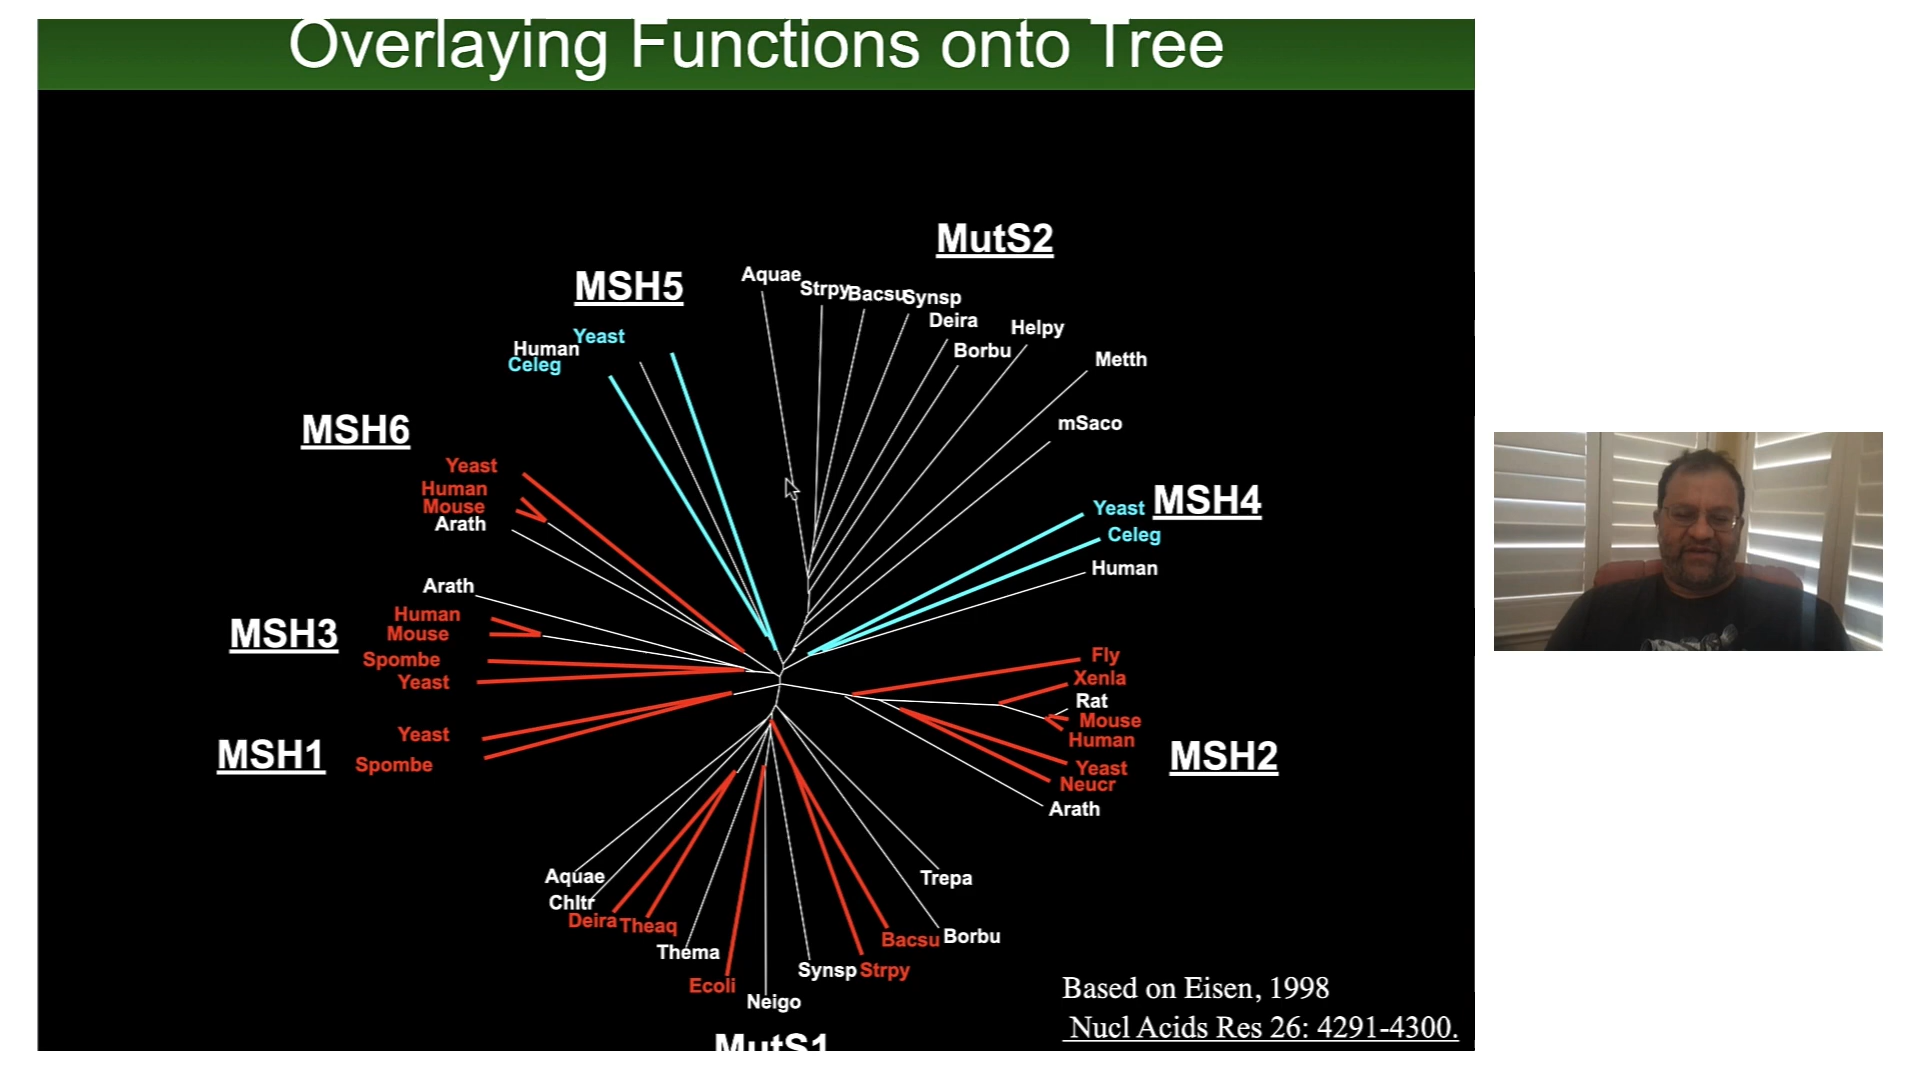 Overlaying Functions onto Tree
MutS2
Aquae
Strpy
Bacsu
Synsp
Deira
Borbu
Helpy
Metth
mSaco
MSH5
Yeast
Human
Celeg
MSH6
Yeast
Human
Mouse
Arath
MSH4
Yeast
Celeg
Human
MSH3
Arath
Human
Mouse
Spombe
Yeast
MSH1
Yeast
Spombe
MSH2
Fly
Xenla
Rat
Mouse
Human
Yeast
Neucr
Arath
Aquae
Chltr
Deira
Theaq
Thema
Ecoli
Neigo
Synsp
Strpy
Bacsu
Borbu
Trepa
MutS1
Based on Eisen, 1998
Nucl Acids Res 26: 4291-4300.